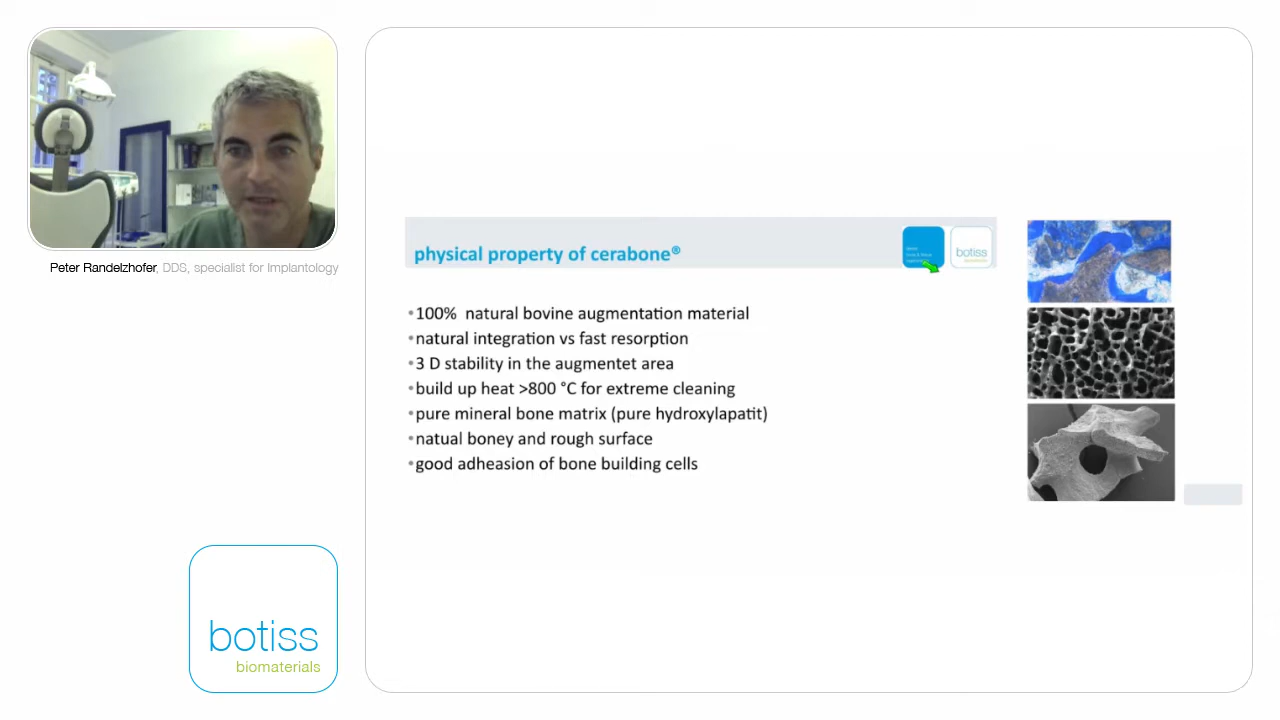 Peter Randelzhofer, DDS, specialist for Implantology
botiss
biomaterials
physical property of cerabone®
botiss
biomaterials
•100% natural bovine augmentation material
•natural integration vs fast resorption
•3 D stability in the augmentet area
•build up heat >800 °C for extreme cleaning
•pure mineral bone matrix (pure hydroxylapatit)
•natual boney and rough surface
•good adheasion of bone building cells